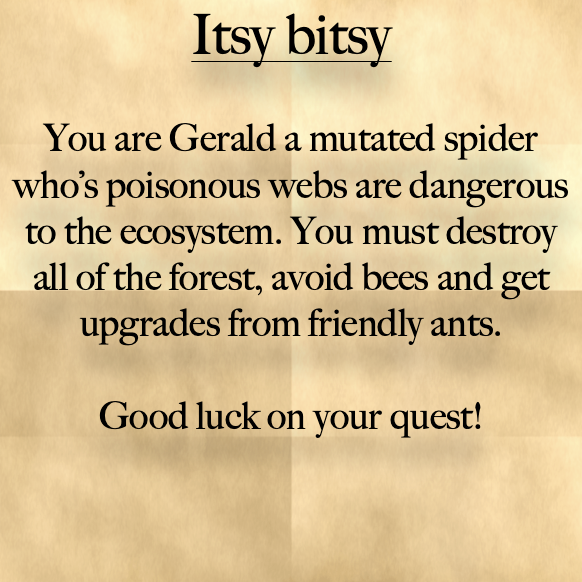 Itsy bitsy
You are Gerald a mutated spider
who's poisonous webs are dangerous
to the ecosystem. You must destroy
all of the forest, avoid bees and get
upgrades from friendly ants.
Good luck on your quest!